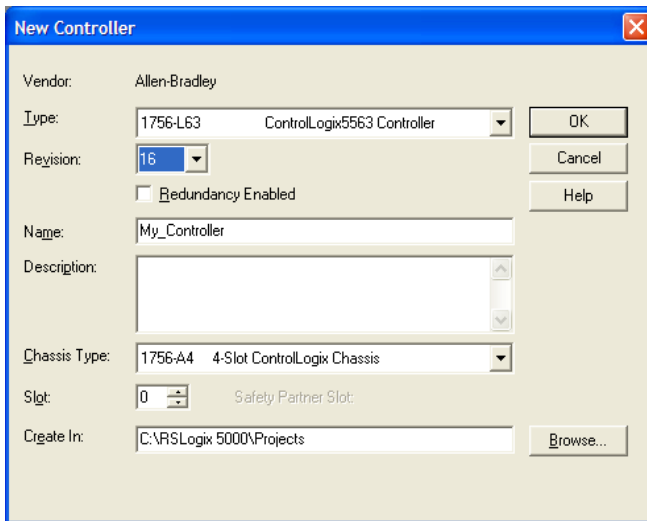 New Controller
Vendor: Allen-Bradley
Type: 1756-L63 ControlLogix5563 Controller OK
Revision: 16 Cancel
Redundancy Enabled Help
Name: My_Controller
Description:
Chassis Type: 1756-A4 4-Slot ControlLogix Chassis
Slot: 0 Safety Partner Slot:
Create In: C:\RSLogix 5000\Projects Browse...